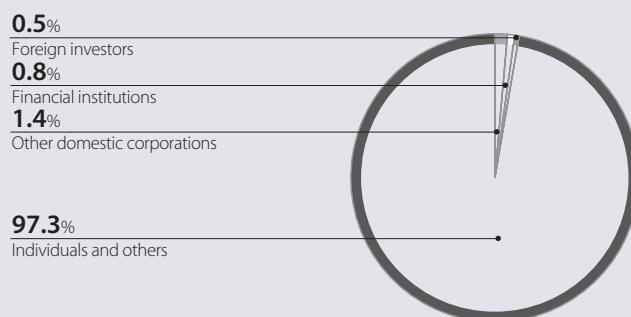 0.5%
Foreign investors
0.8%
Financial institutions
1.4%
Other domestic corporations
97.3%
Individuals and others